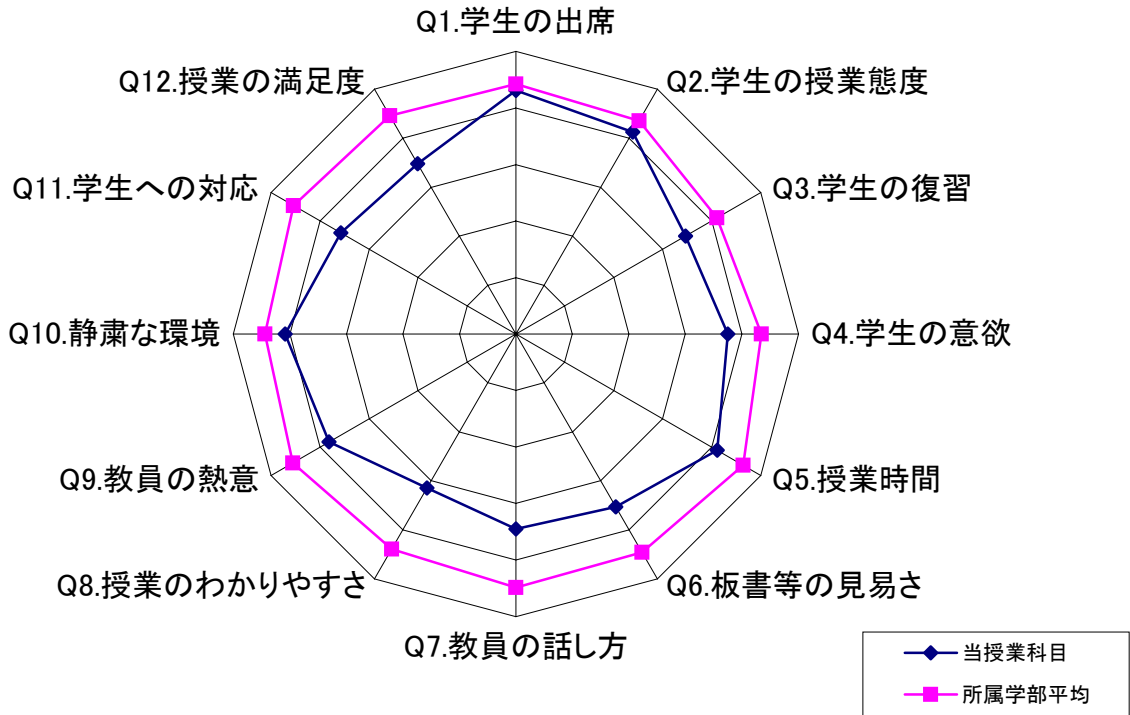 Q1.学生の出席
Q2.学生の授業態度
Q3.学生の復習
Q4.学生の意欲
Q5.授業時間
Q6.板書等の見易さ
Q7.教員の話し方
Q8.授業のわかりやすさ
Q9.教員の熱意
Q10.静粛な環境
Q11.学生への対応
Q12.授業の満足度
当授業科目
所属学部平均